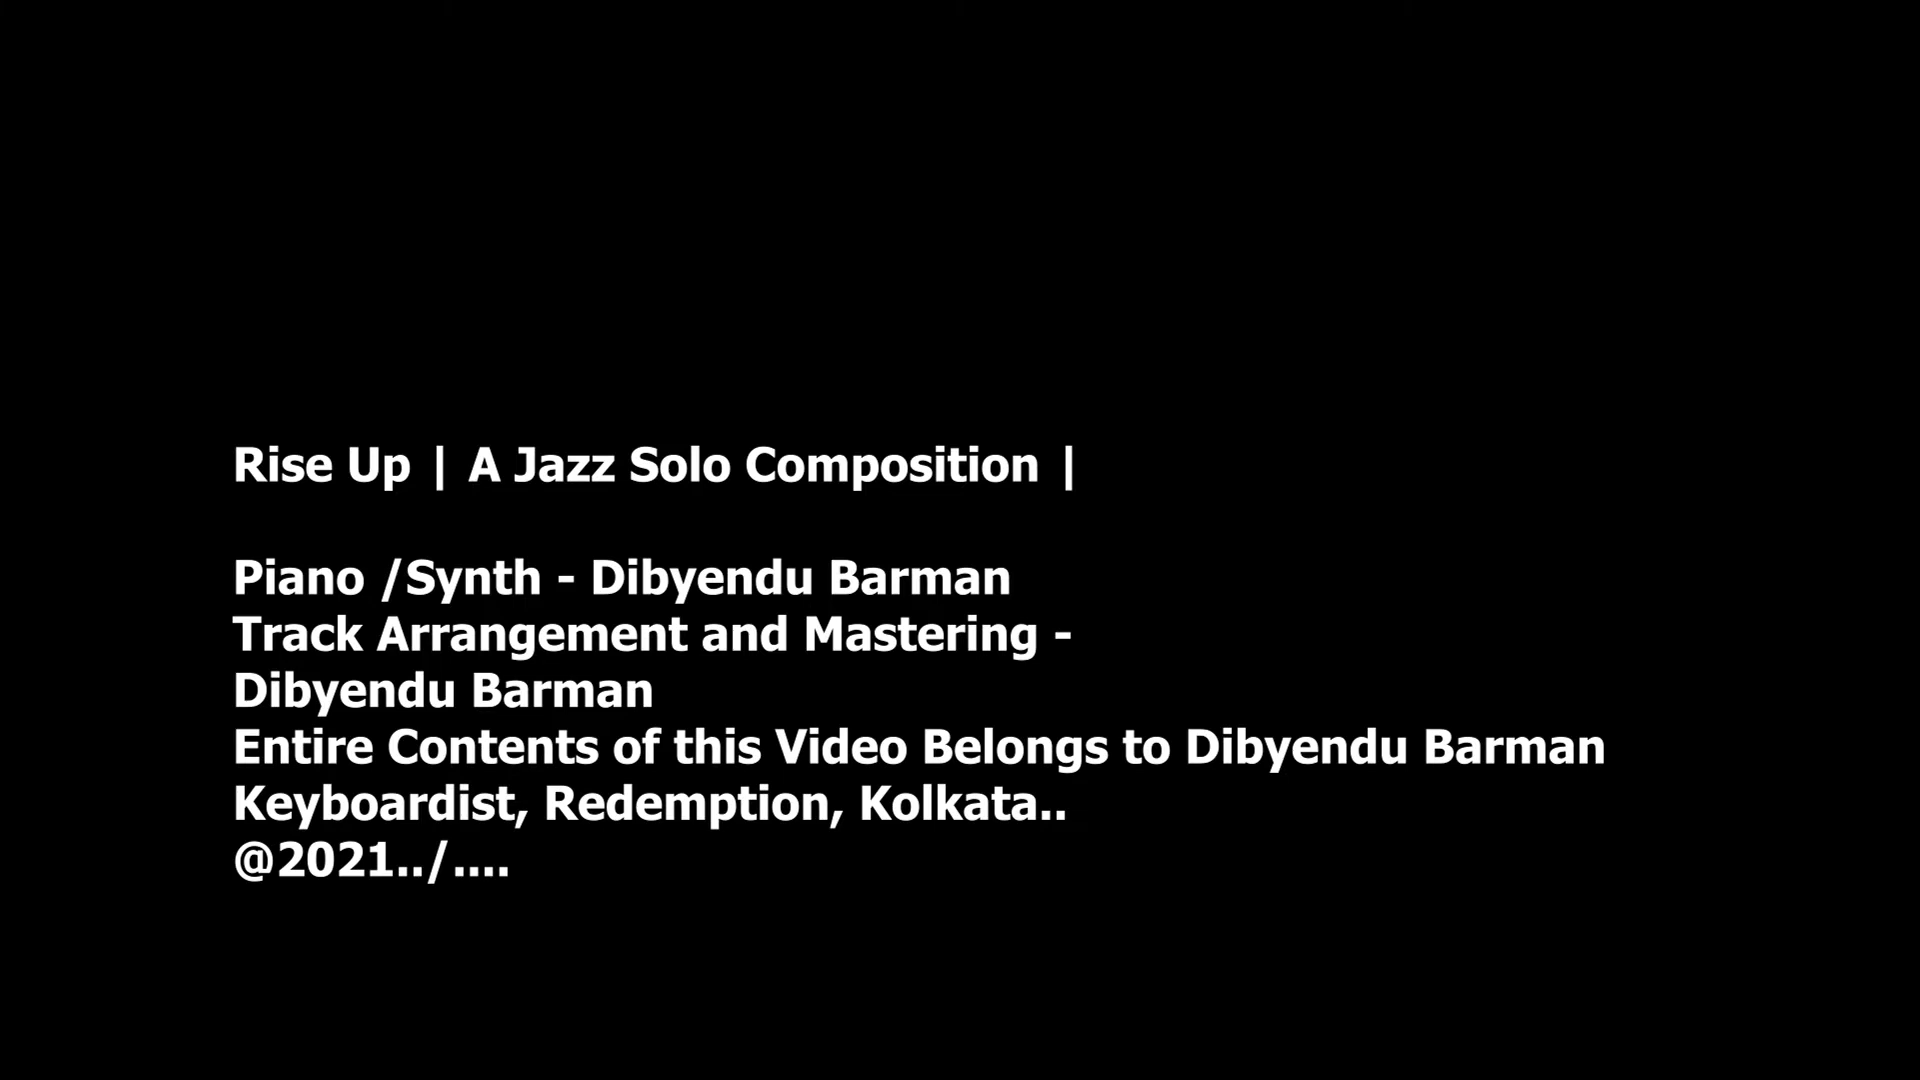 Rise Up | A Jazz Solo Composition |
Piano /Synth - Dibyendu Barman
Track Arrangement and Mastering -
Dibyendu Barman
Entire Contents of this Video Belongs to Dibyendu Barman
Keyboardist, Redemption, Kolkata..
@2021../....